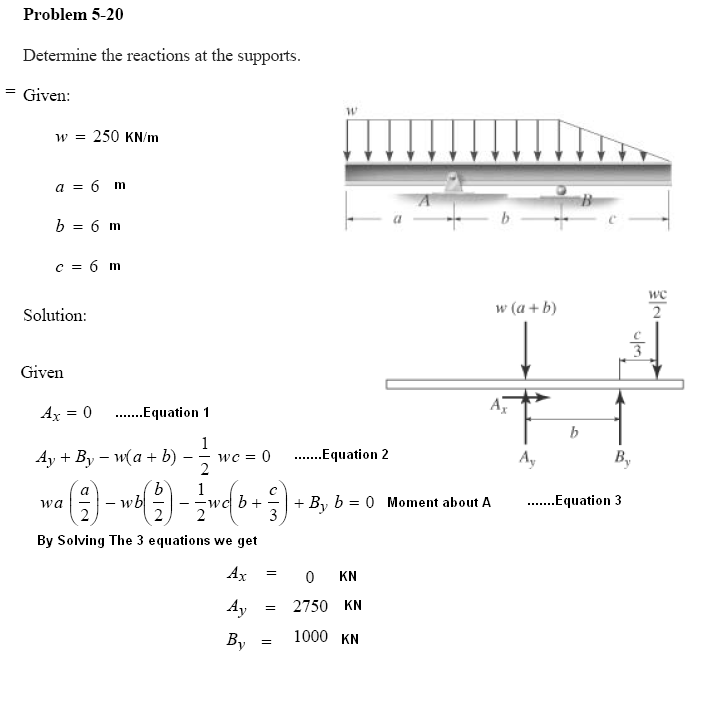 Problem 5-20
Determine the reactions at the supports.
= Given:
w = 250 KN/m
a = 6 m
b = 6 m
c = 6 m
w
A
B
a
b
c
Solution:
w (a + b)
wc/2
c/3
Ax
b
Ay
By
Given
Ax = 0 .......Equation 1
Ay + By − w(a + b) − 1/2 wc = 0 .......Equation 2
wa (a/2) − wb(b/2) − 1/2 wc(b + c/3) + By b = 0 Moment about A .......Equation 3
By Solving The 3 equations we get
Ax = 0 KN
Ay = 2750 KN
By = 1000 KN